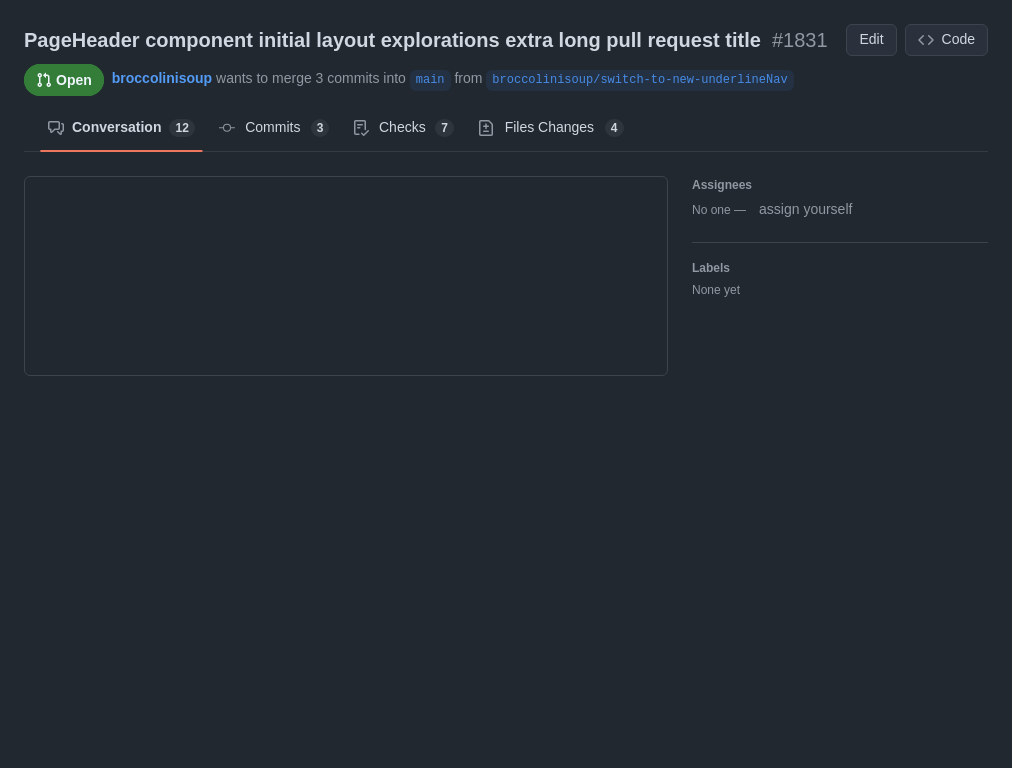 PageHeader component initial layout explorations extra long pull request title #1831 Edit Code
Open broccolinisoup wants to merge 3 commits into main from broccolinisoup/switch-to-new-underlineNav
Conversation 12 Commits 3 Checks 7 Files Changes 4
Assignees
No one — assign yourself
Labels
None yet